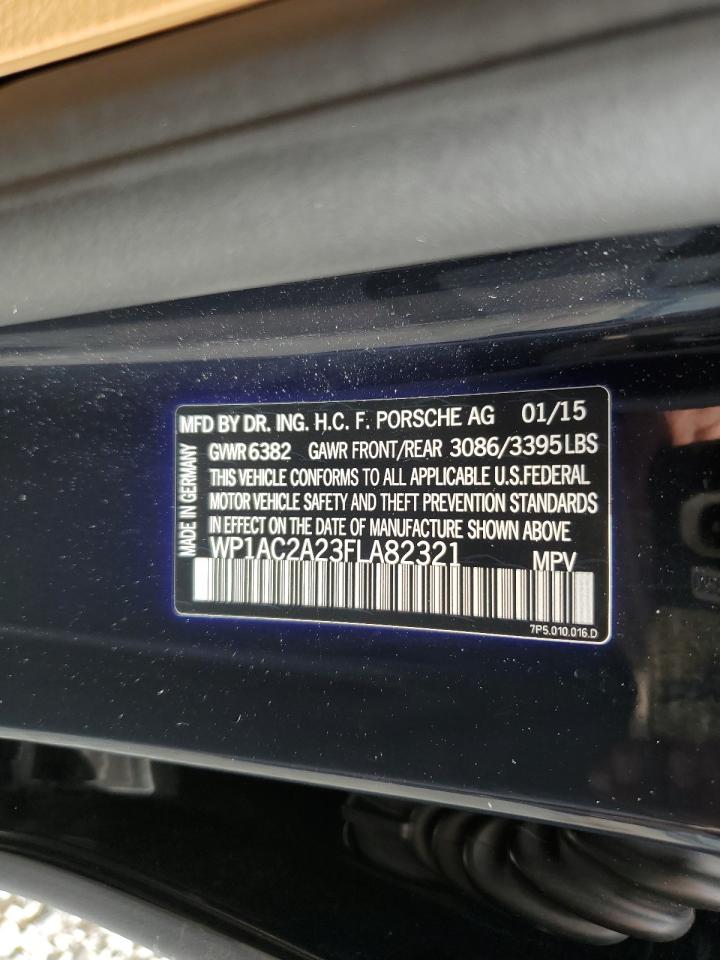 MFD BY DR. ING. H.C. F. PORSCHE AG 01/15
GVWR 6382 GAWR FRONT/REAR 3086/3395 LBS
THIS VEHICLE CONFORMS TO ALL APPLICABLE U.S.FEDERAL
MOTOR VEHICLE SAFETY AND THEFT PREVENTION STANDARDS
IN EFFECT ON THE DATE OF MANUFACTURE SHOWN ABOVE
WP1AC2A23FLA82321 MPV
7P5.010.016.D
MADE IN GERMANY